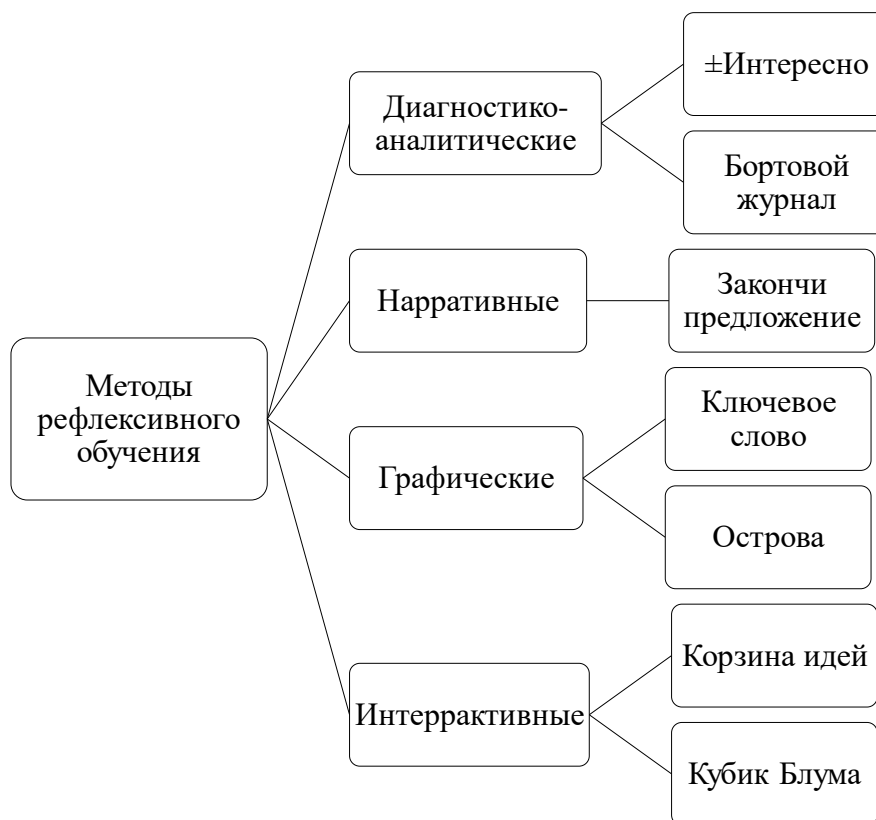 Методы
рефлексивного
обучения
Диагностико-
аналитические
±Интересно
Бортовой
журнал
Нарративные
Закончи
предложение
Графические
Ключевое
слово
Острова
Интеррактивные
Корзина идей
Кубик Блума